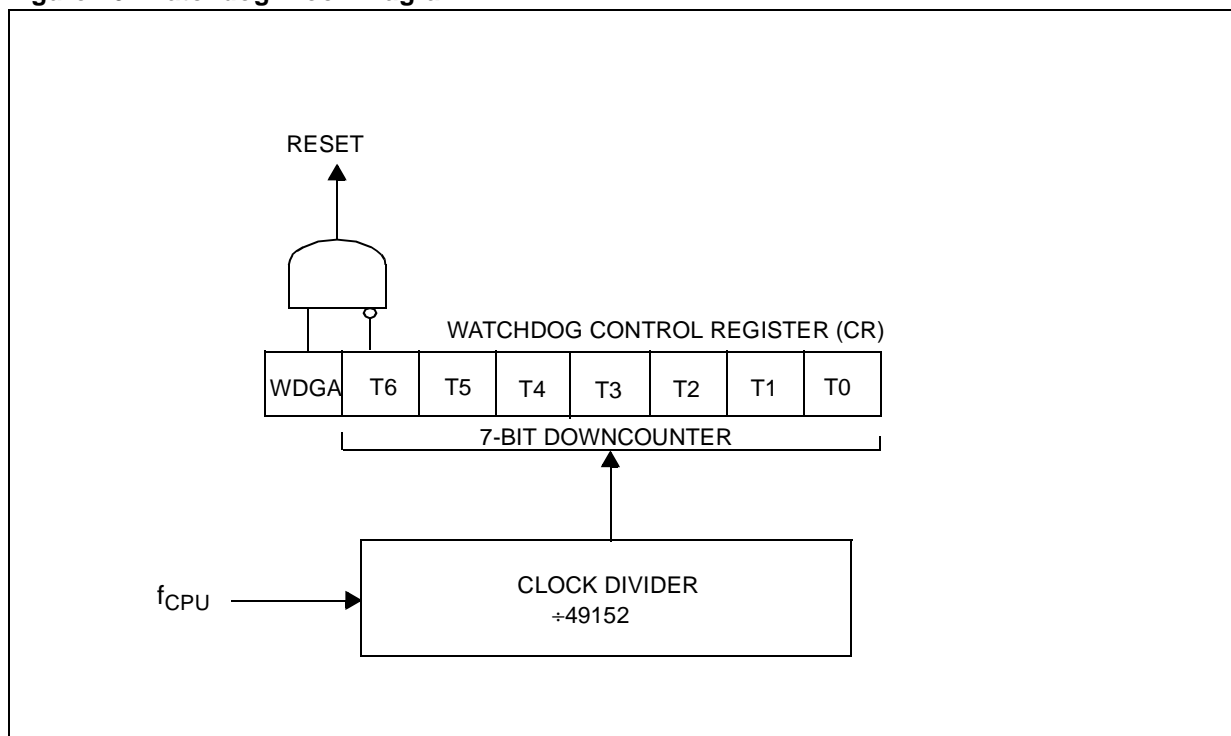 RESET
WATCHDOG CONTROL REGISTER (CR)
WDGA T6 T5 T4 T3 T2 T1 T0
7-BIT DOWNCOUNTER
fCPU
CLOCK DIVIDER
÷49152